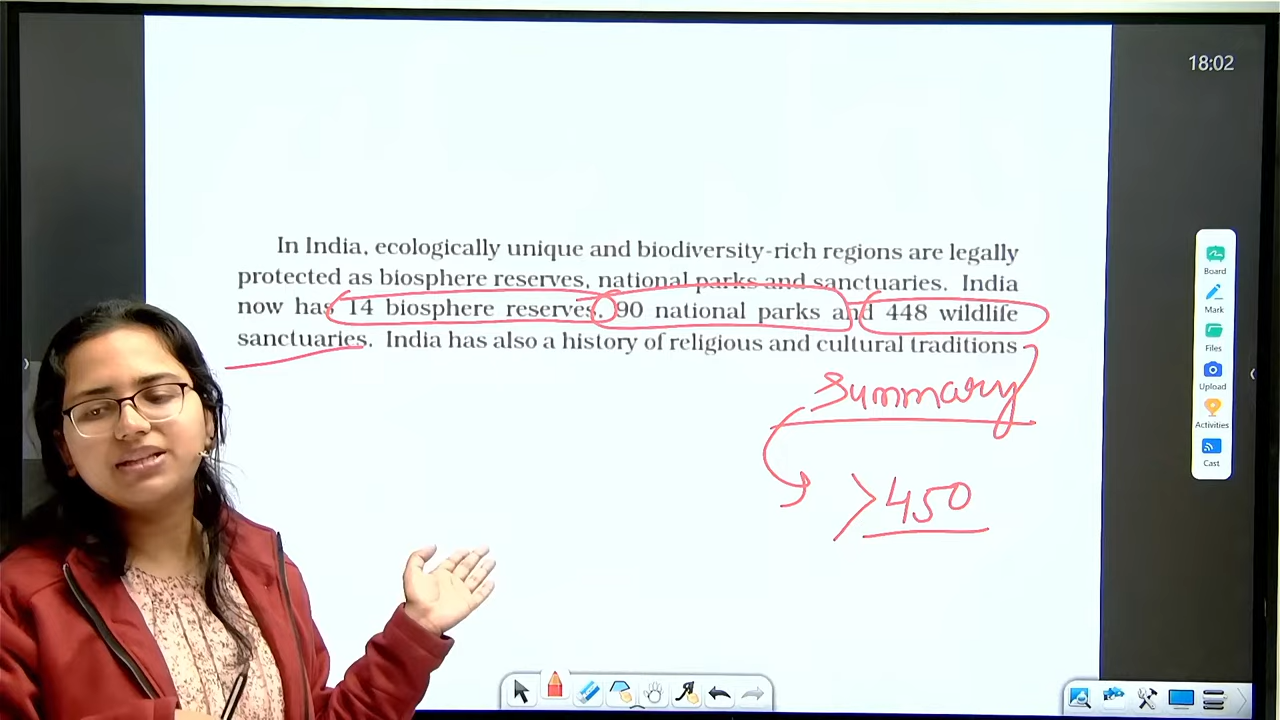 18:02
In India, ecologically unique and biodiversity-rich regions are legally
protected as biosphere reserves, national parks and sanctuaries. India
now has 14 biosphere reserves, 90 national parks and 448 wildlife
sanctuaries. India has also a history of religious and cultural traditions
Summary
>450
Board
Mark
Files
Upload
Activities
Cast